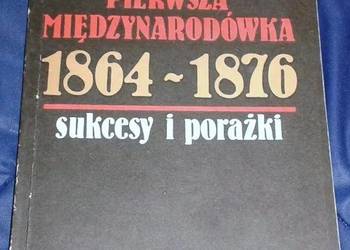 PIERWSZA
MIĘDZYNARODÓWKA
1864-1876
sukcesy i porażki